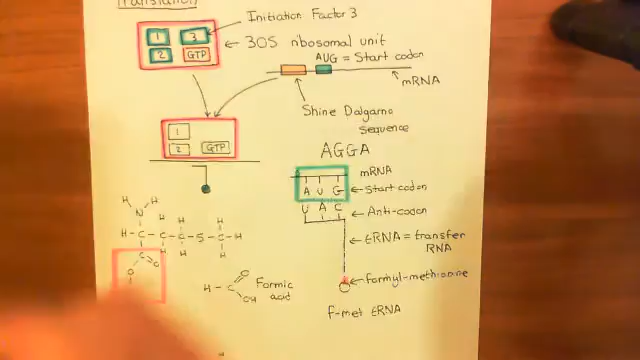 Translation
Initiation Factor 3
1 3
2 GTP
30S ribosomal unit
AUG = Start codon
mRNA
Shine Dalgarno
Sequence
AGGA
1
2 GTP
mRNA
A U G
Start codon
U A C
Anti-codon
tRNA = transfer
RNA
formyl-methionine
f-met tRNA
H H
N H H H
H-C-C-C-S-C-H
H H H
C O
O
H-C O
OH
Formic
acid